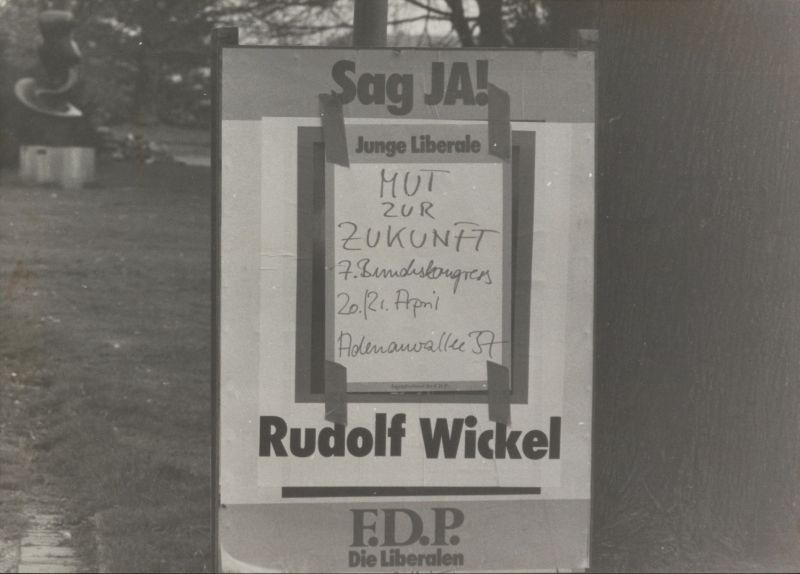 Sag JA!
Junge Liberale
MUT
ZUR
ZUKUNFT
7. Bundeskongress
20./21. April
Adenauerallee 37
Rudolf Wickel
F.D.P.
Die Liberalen